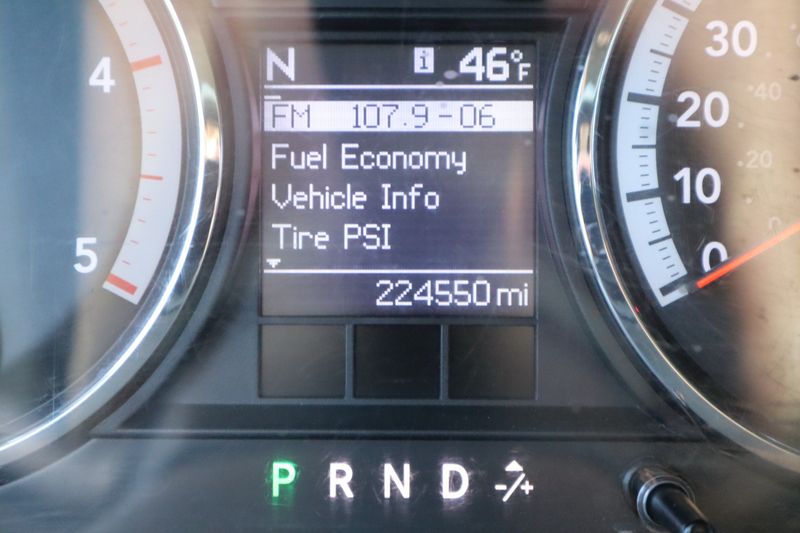 N i 46°F
FM 107.9-06
Fuel Economy
Vehicle Info
Tire PSI
224550 mi
4
5
30
20
10
0
40
20
0
P R N D -/+